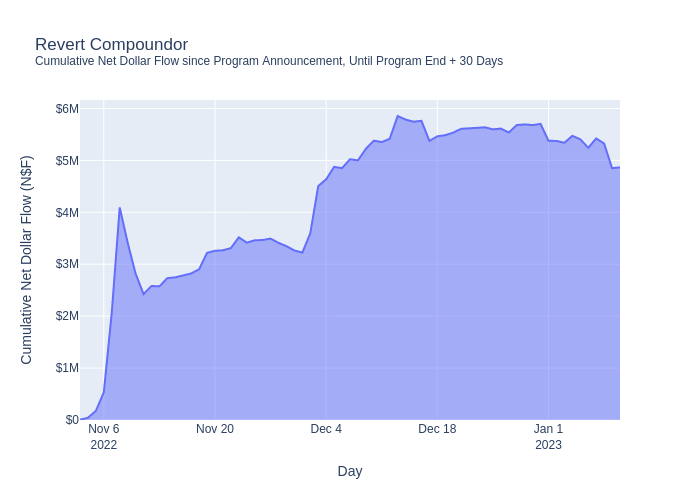 Revert Compoundor
Cumulative Net Dollar Flow since Program Announcement, Until Program End + 30 Days
Cumulative Net Dollar Flow (N$F)
$6M
$5M
$4M
$3M
$2M
$1M
$0
Nov 6
2022
Nov 20
Dec 4
Dec 18
Jan 1
2023
Day